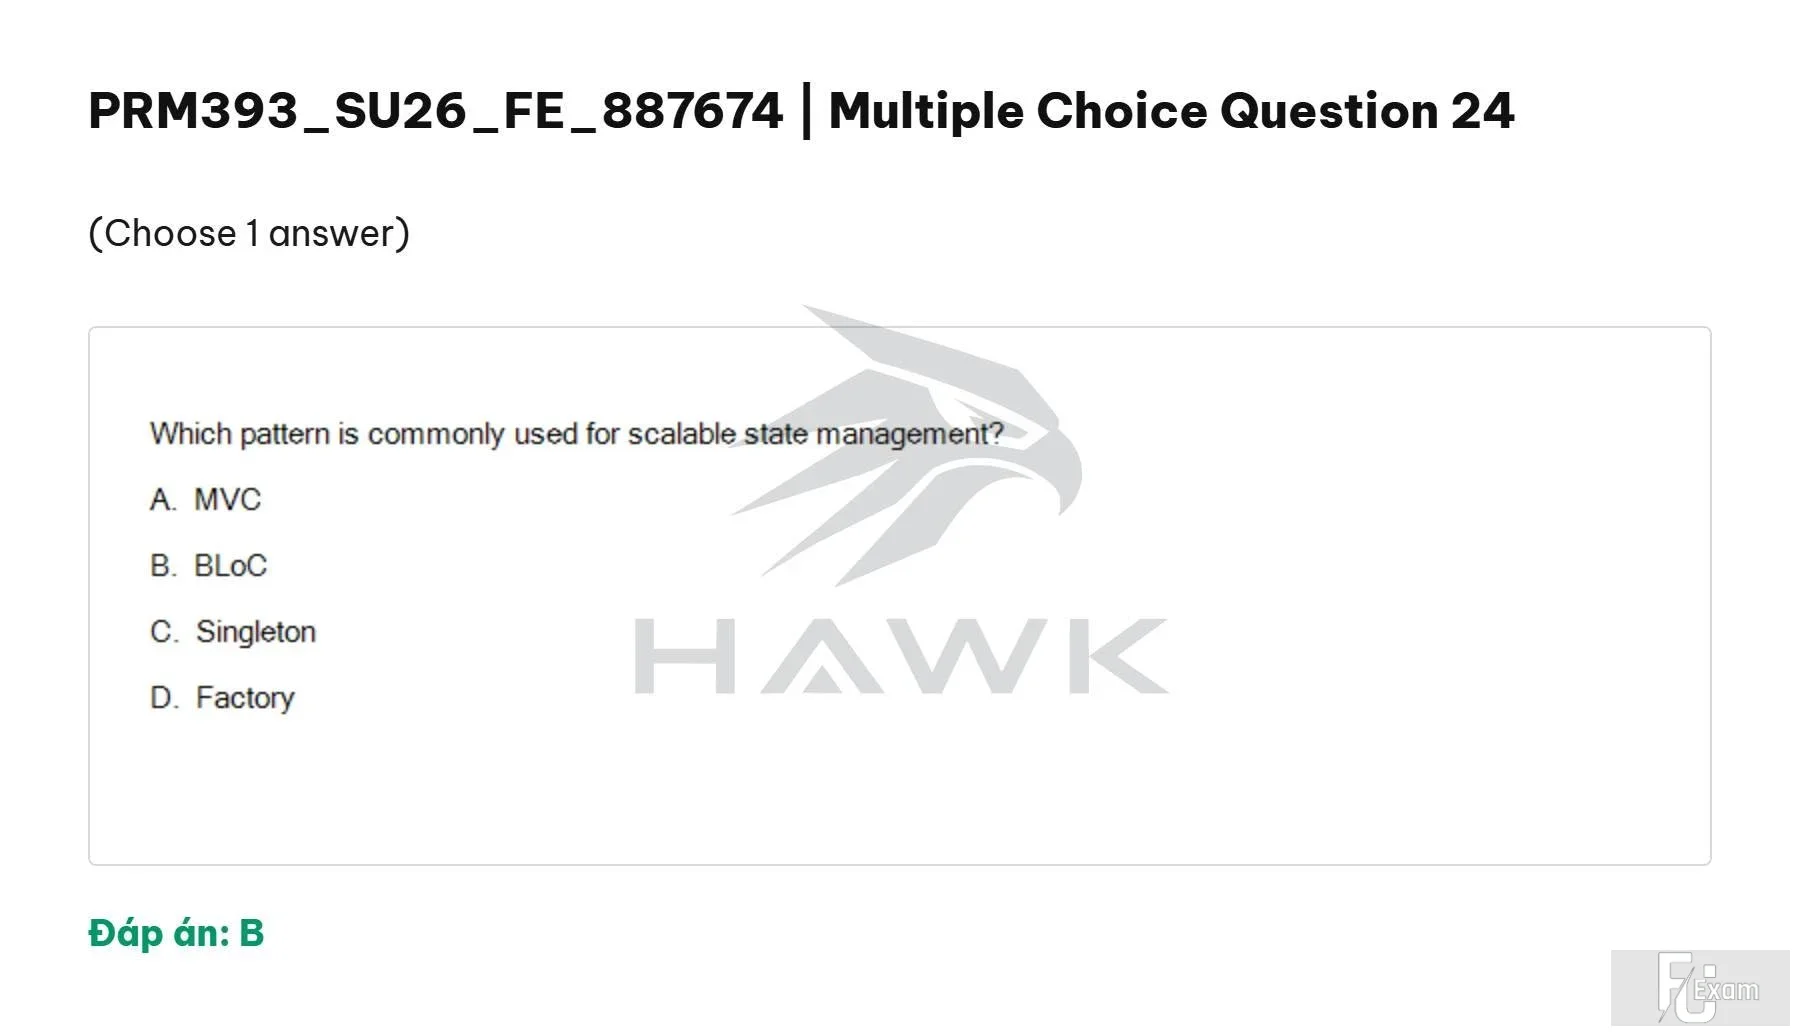 PRM393_SU26_FE_887674 | Multiple Choice Question 24
(Choose 1 answer)
Which pattern is commonly used for scalable state management?
A. MVC
B. BLoC
C. Singleton
D. Factory
HAWK
Đáp án: B
FU Exam